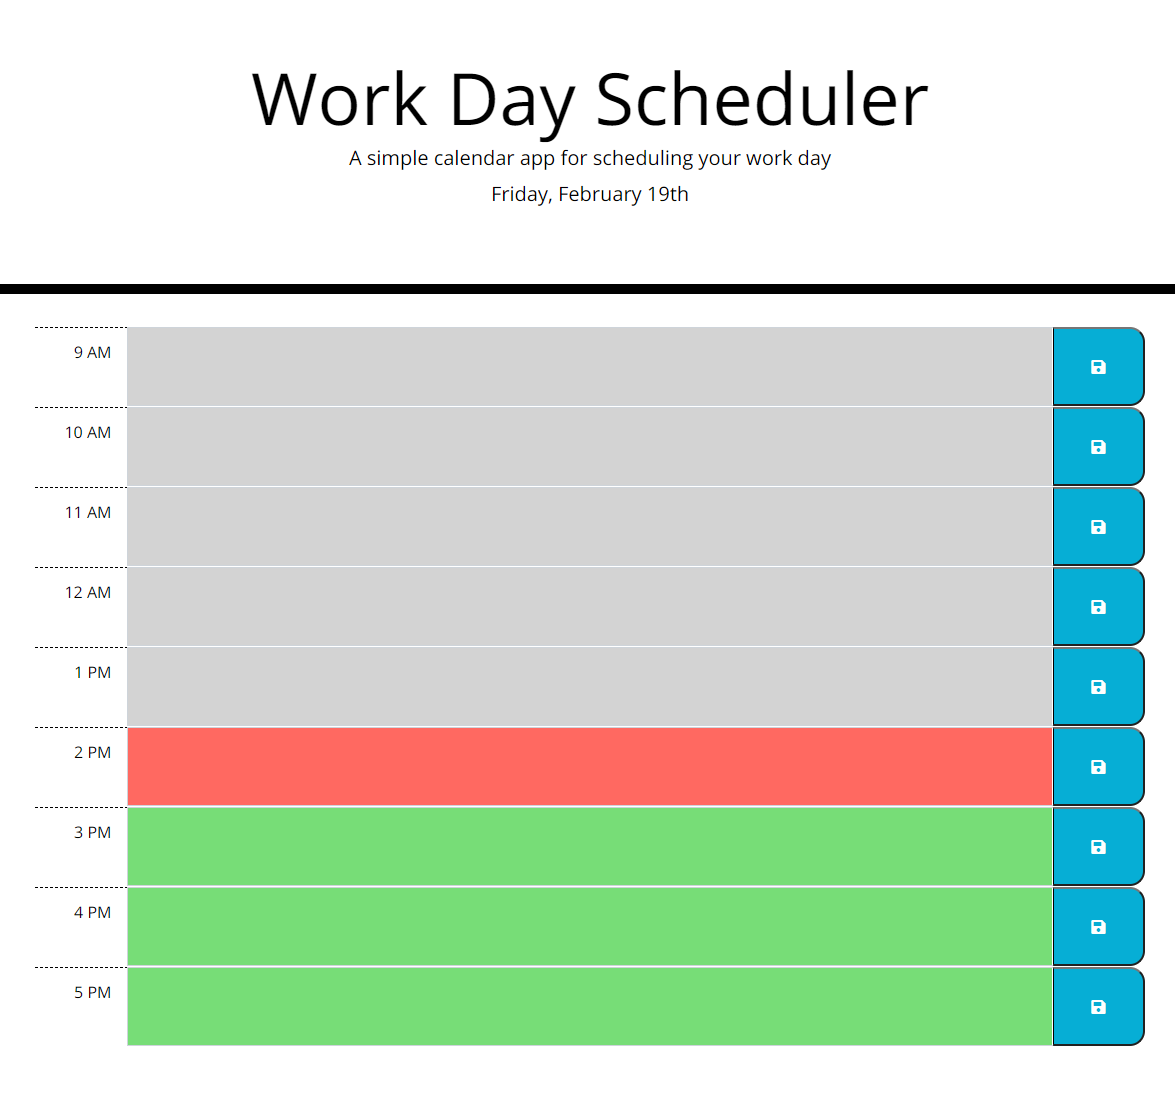 Work Day Scheduler
A simple calendar app for scheduling your work day
Friday, February 19th
9 AM
10 AM
11 AM
12 AM
1 PM
2 PM
3 PM
4 PM
5 PM